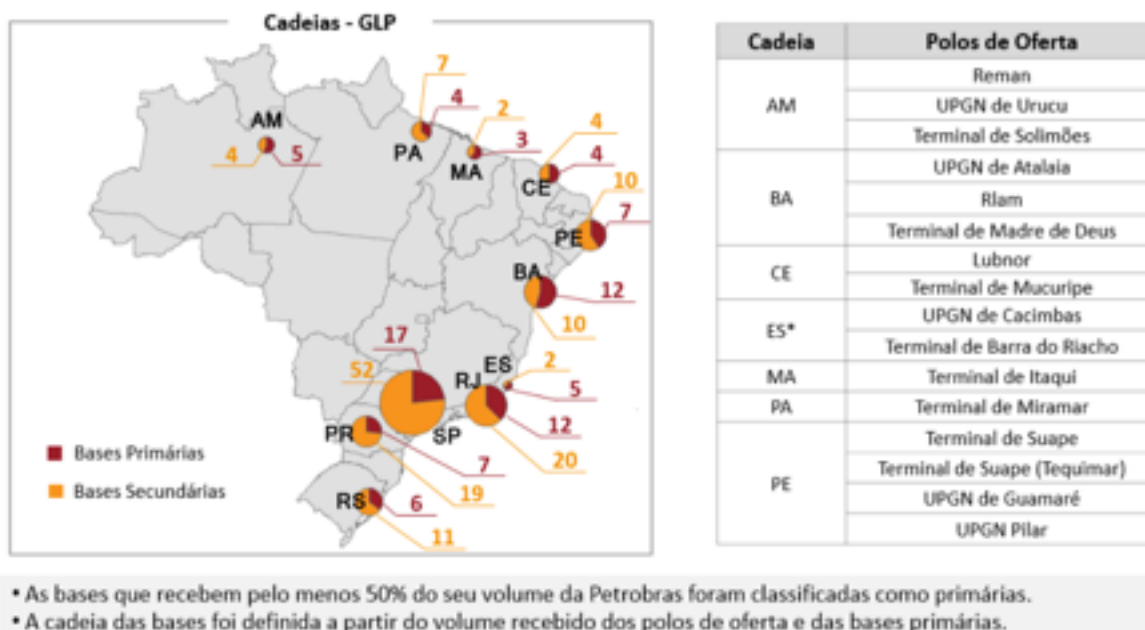 Cadeias - GLP
7
4
2
AM
4
PA
3
4
5
MA
4
CE
10
7
PE
BA
12
17
10
52
ES
2
RJ
5
12
PR
SP
Bases Primárias
7
20
Bases Secundárias
19
RS
6
11
Cadeia Polos de Oferta
AM
Reman
UPGN de Urucu
Terminal de Solimões
BA
UPGN de Atalaia
Rlam
Terminal de Madre de Deus
CE
Lubnor
Terminal de Mucuripe
ES*
UPGN de Cacimbas
Terminal de Barra do Riacho
MA Terminal de Itaqui
PA Terminal de Miramar
PE
Terminal de Suape
Terminal de Suape (Tequimar)
UPGN de Guamaré
UPGN Pilar
• As bases que recebem pelo menos 50% do seu volume da Petrobras foram classificadas como primárias.
• A cadeia das bases foi definida a partir do volume recebido dos polos de oferta e das bases primárias.